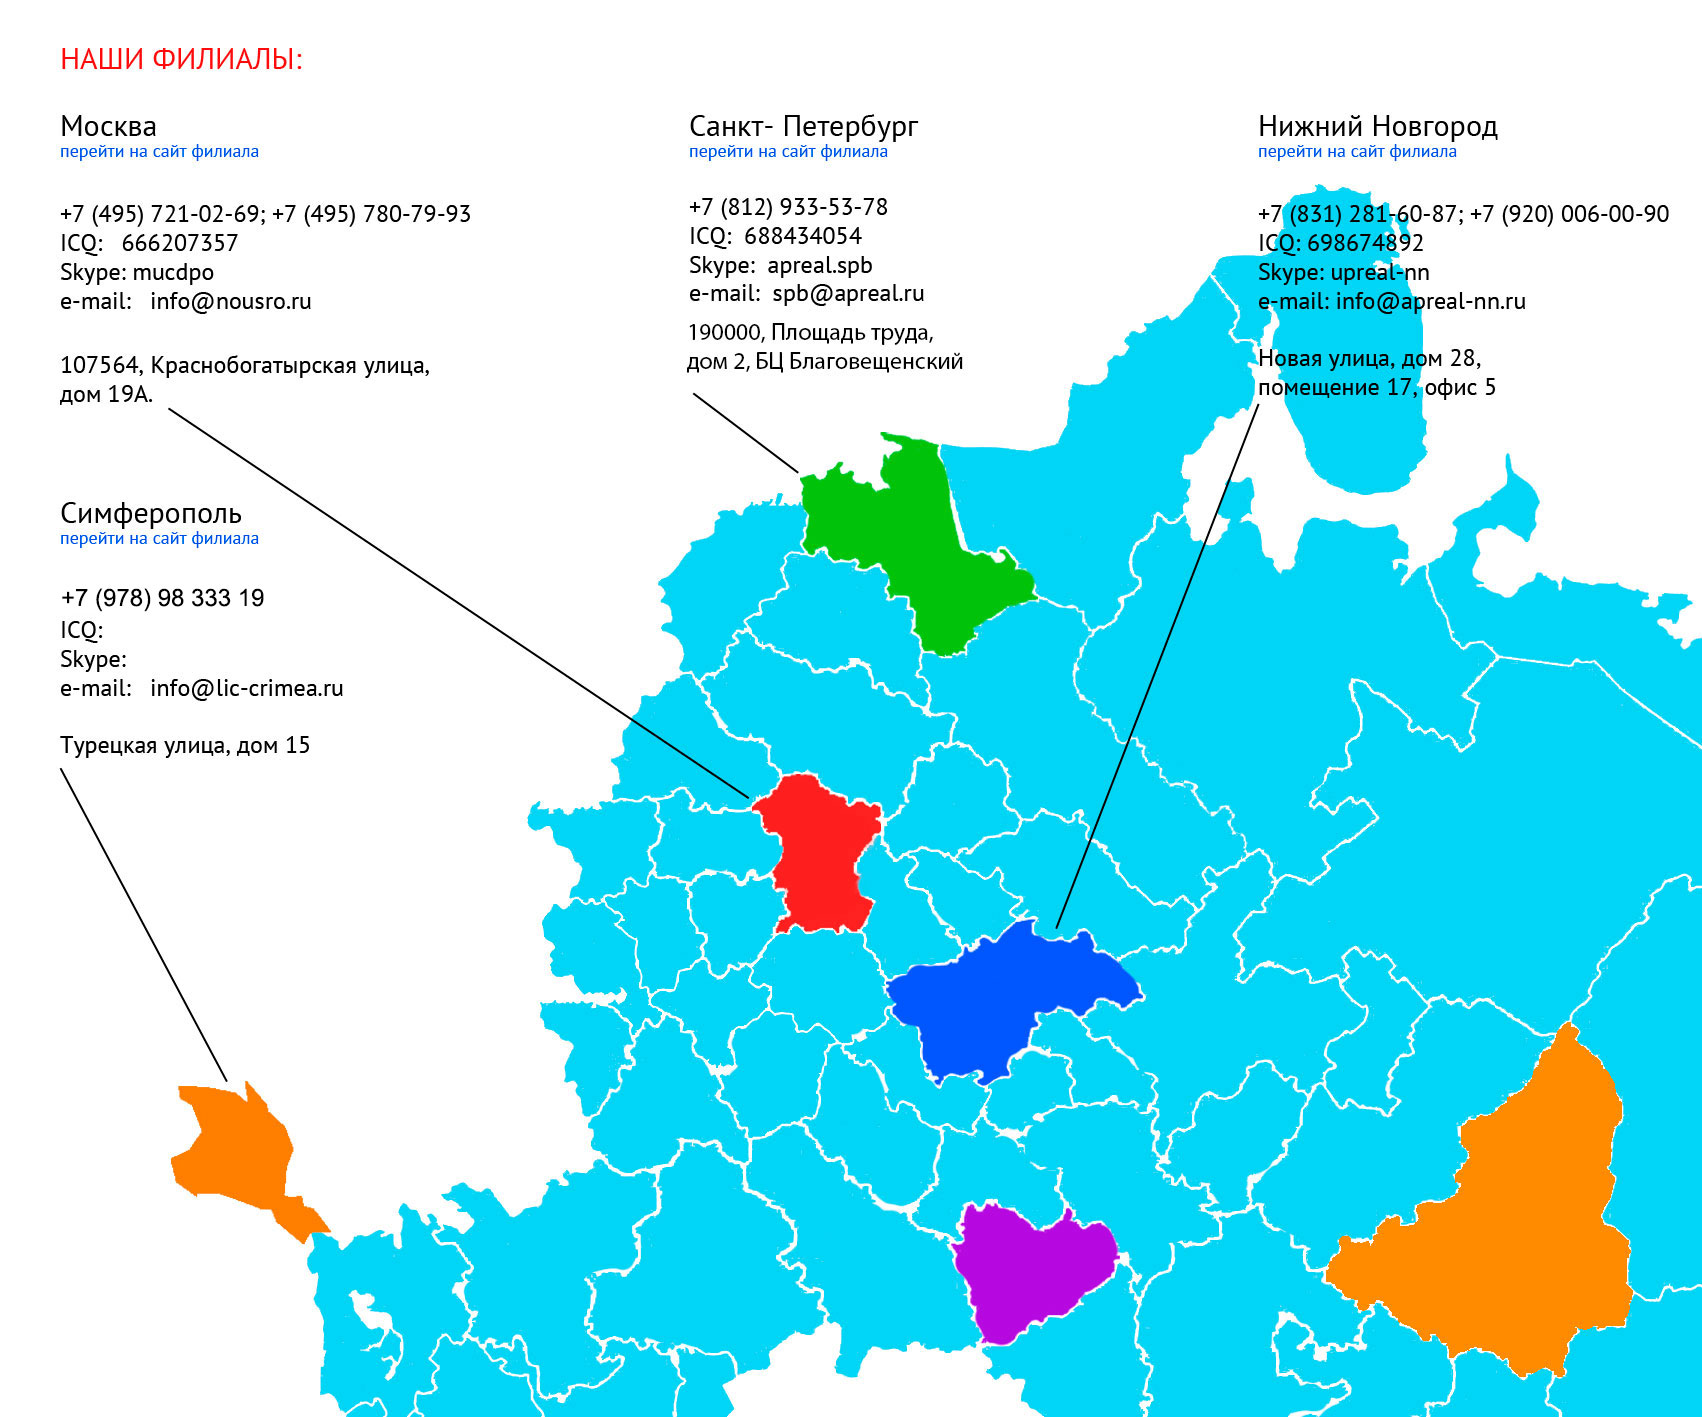 НАШИ ФИЛИАЛЫ:
Москва
перейти на сайт филиала
+7 (495) 721-02-69; +7 (495) 780-79-93
ICQ: 666207357
Skype: mucdpo
e-mail: info@nousro.ru
107564, Краснобогатырская улица,
дом 19А.
Санкт- Петербург
перейти на сайт филиала
+7 (812) 933-53-78
ICQ: 688434054
Skype: apreal.spb
e-mail: spb@apreal.ru
190000, Площадь труда,
дом 2, БЦ Благовещенский
Нижний Новгород
перейти на сайт филиала
+7 (831) 281-60-87; +7 (920) 006-00-90
ICQ: 698674892
Skype: upreal-nn
e-mail: info@apreal-nn.ru
Новая улица, дом 28,
помещение 17, офис 5
Симферополь
перейти на сайт филиала
+7 (978) 98 333 19
ICQ:
Skype:
e-mail: info@lic-crimea.ru
Турецкая улица, дом 15